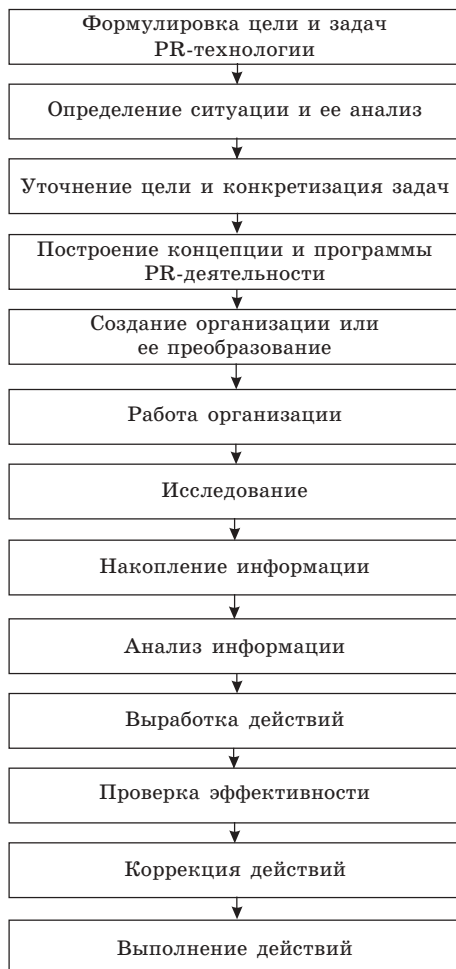 Формулировка цели и задач
PR-технологии
Определение ситуации и ее анализ
Уточнение цели и конкретизация задач
Построение концепции и программы
PR-деятельности
Создание организации или
ее преобразование
Работа организации
Исследование
Накопление информации
Анализ информации
Выработка действий
Проверка эффективности
Коррекция действий
Выполнение действий